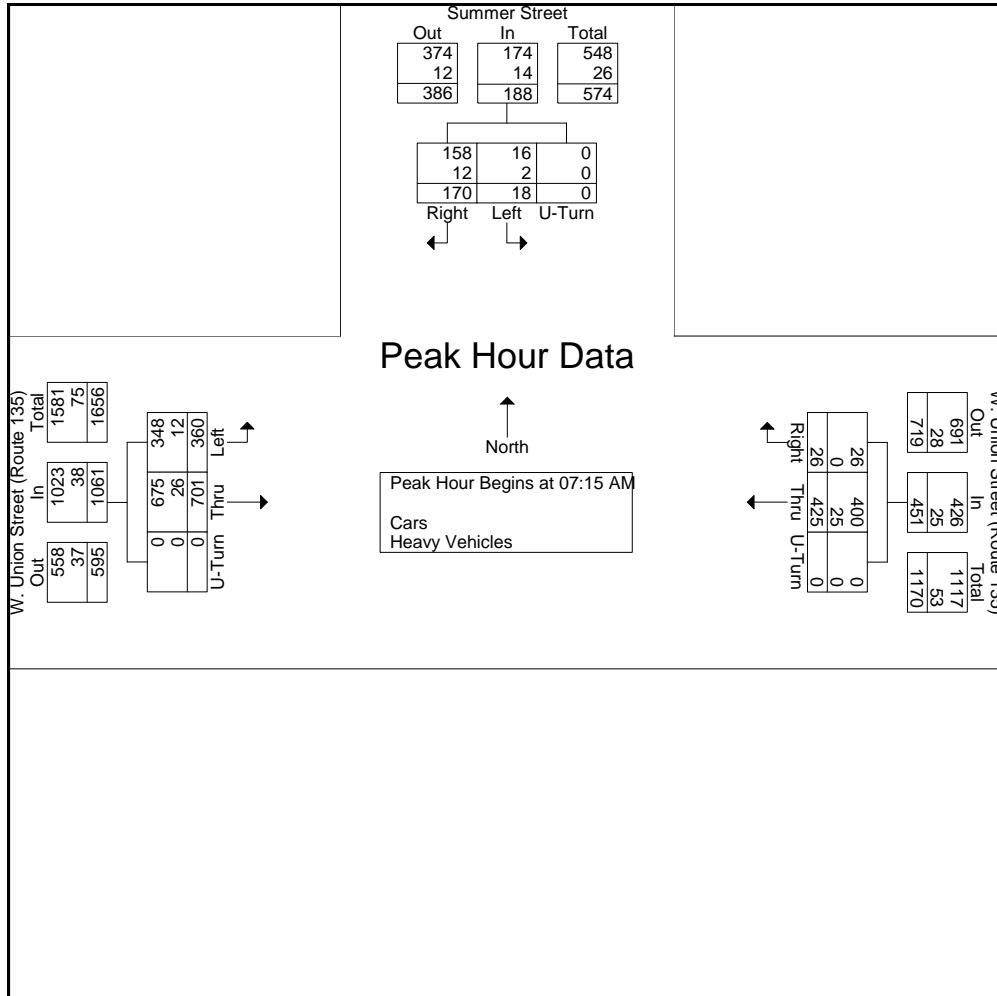 Summer Street
Out In Total
374 174 548
12 14 26
386 188 574
158 16 0
12 2 0
170 18 0
Right Left U-Turn
Peak Hour Data
North
Peak Hour Begins at 07:15 AM
Cars
Heavy Vehicles
W. Union Street (Route 135)
Total In Out
1581 1023 558
75 38 37
1656 1061 595
348 675 0
12 26 0
360 701 0
Left Thru U-Turn
W. Union Street (Route 135)
Out In Total
691 426 1117
28 25 53
719 451 1170
26 400 0
0 25 0
26 425 0
Right Thru U-Turn